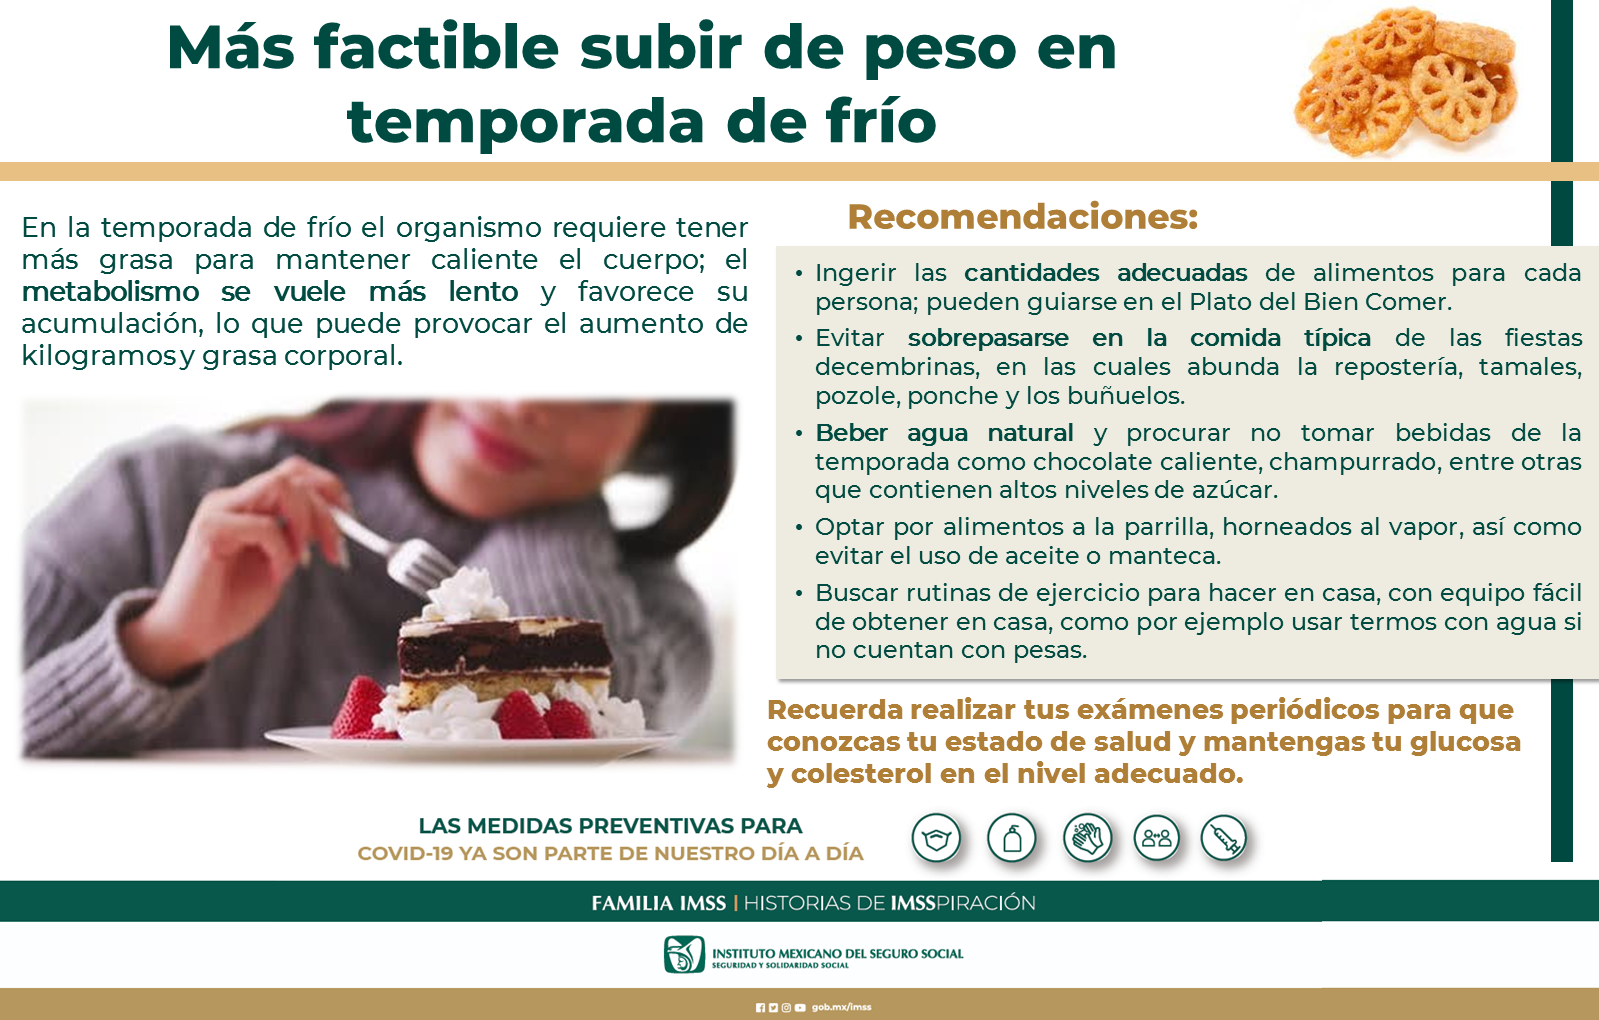 Más factible subir de peso en
temporada de frío
En la temporada de frío el organismo requiere tener
más grasa para mantener caliente el cuerpo; el
metabolismo se vuele más lento y favorece su
acumulación, lo que puede provocar el aumento de
kilogramos y grasa corporal.
Recomendaciones:
• Ingerir las cantidades adecuadas de alimentos para cada
persona; pueden guiarse en el Plato del Bien Comer.
• Evitar sobrepasarse en la comida típica de las fiestas
decembrinas, en las cuales abunda la repostería, tamales,
pozole, ponche y los buñuelos.
• Beber agua natural y procurar no tomar bebidas de la
temporada como chocolate caliente, champurrado, entre otras
que contienen altos niveles de azúcar.
• Optar por alimentos a la parrilla, horneados al vapor, así como
evitar el uso de aceite o manteca.
• Buscar rutinas de ejercicio para hacer en casa, con equipo fácil
de obtener en casa, como por ejemplo usar termos con agua si
no cuentan con pesas.
Recuerda realizar tus exámenes periódicos para que
conozcas tu estado de salud y mantengas tu glucosa
y colesterol en el nivel adecuado.
LAS MEDIDAS PREVENTIVAS PARA
COVID-19 YA SON PARTE DE NUESTRO DÍA A DÍA
FAMILIA IMSS | HISTORIAS DE IMSSPIRACIÓN
INSTITUTO MEXICANO DEL SEGURO SOCIAL
SEGURIDAD Y SOLIDARIDAD SOCIAL
gob.mx/imss